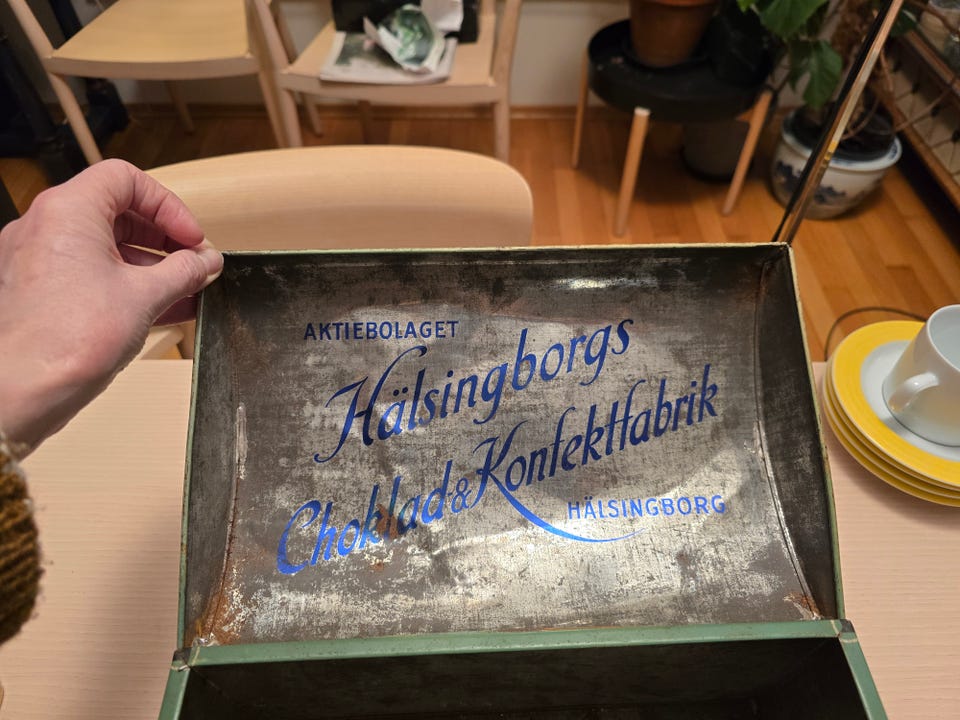 AKTIEBOLAGET
Hälsingborgs
Choklad & Konfektfabrik
HÄLSINGBORG